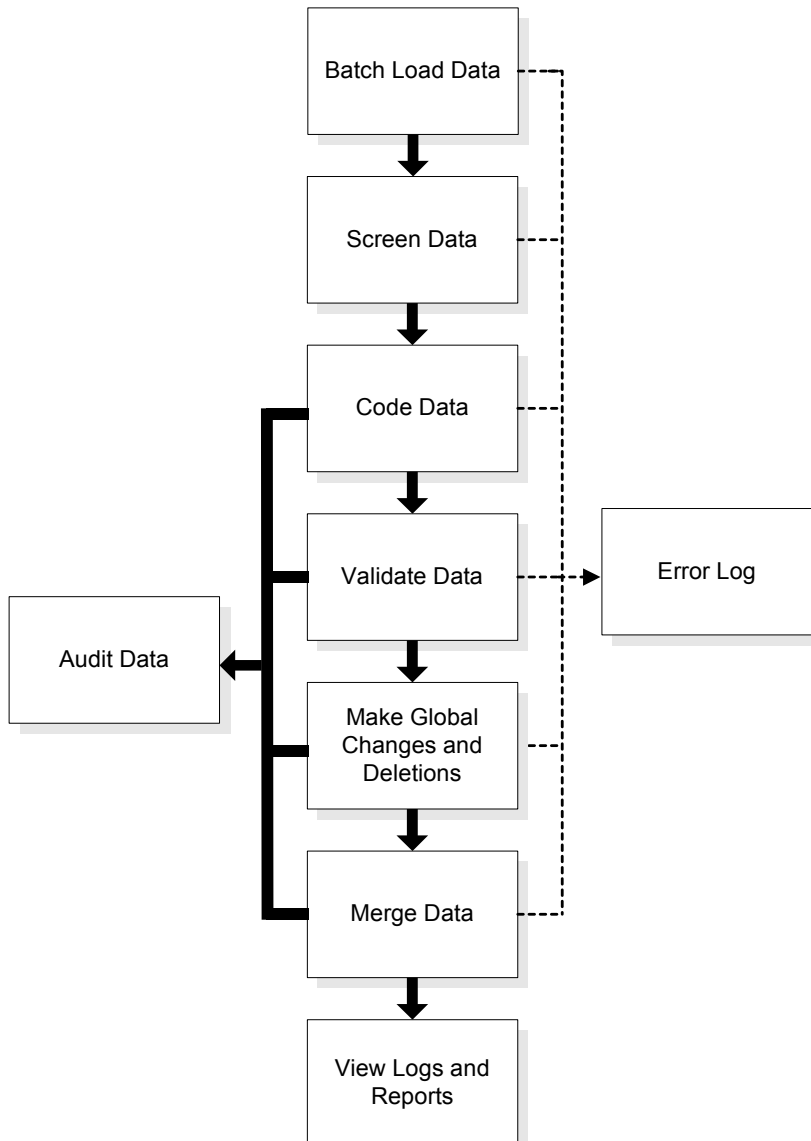 Batch Load Data
Screen Data
Code Data
Validate Data
Error Log
Audit Data
Make Global
Changes and
Deletions
Merge Data
View Logs and
Reports